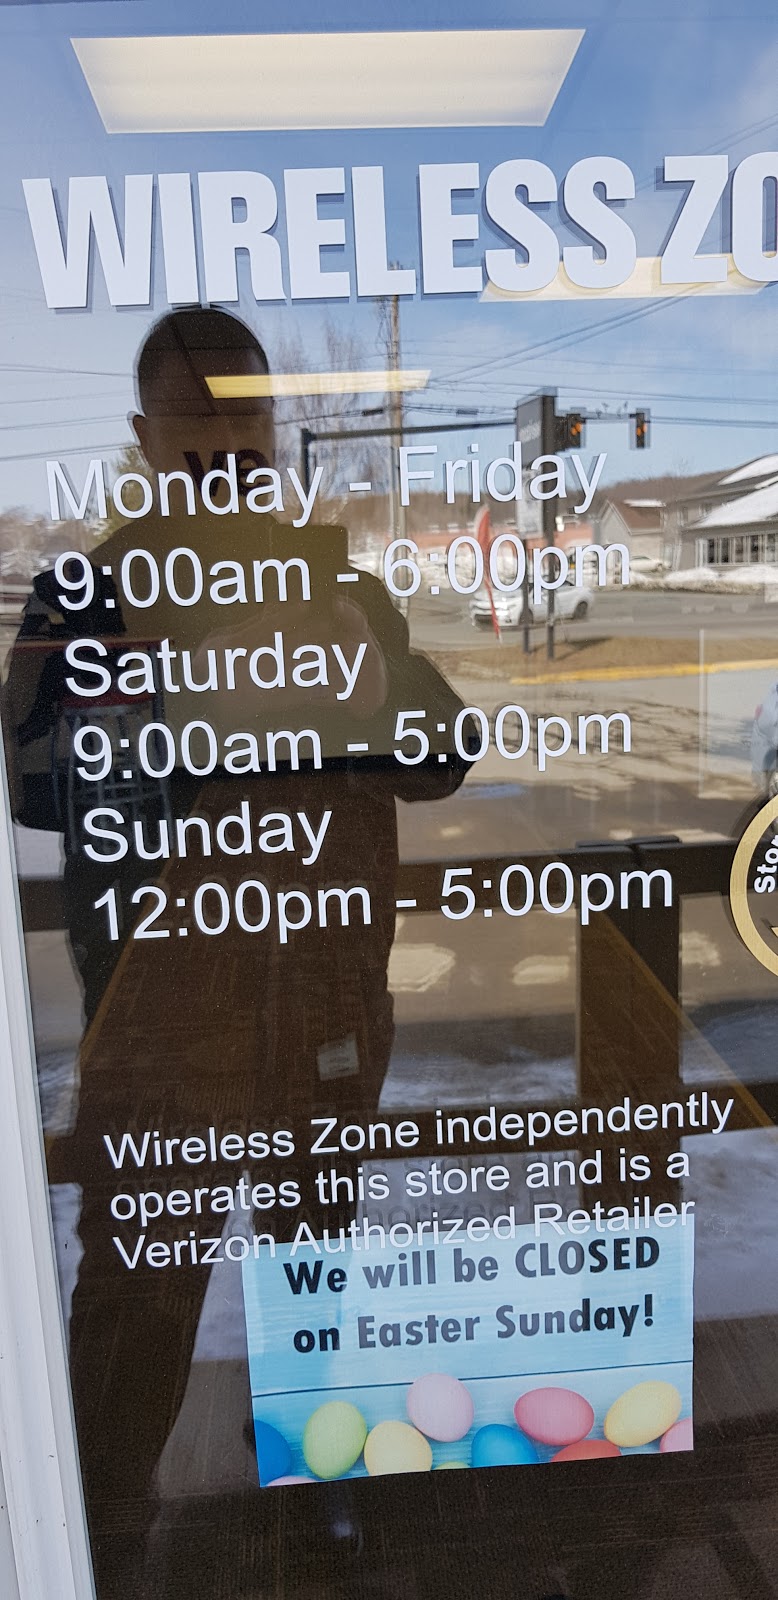 WIRELESS ZO
Monday - Friday
9:00am - 6:00pm
Saturday
9:00am - 5:00pm
Sunday
12:00pm - 5:00pm
Stor
Wireless Zone independently
operates this store and is a
Verizon Authorized Retailer
We will be CLOSED
on Easter Sunday!